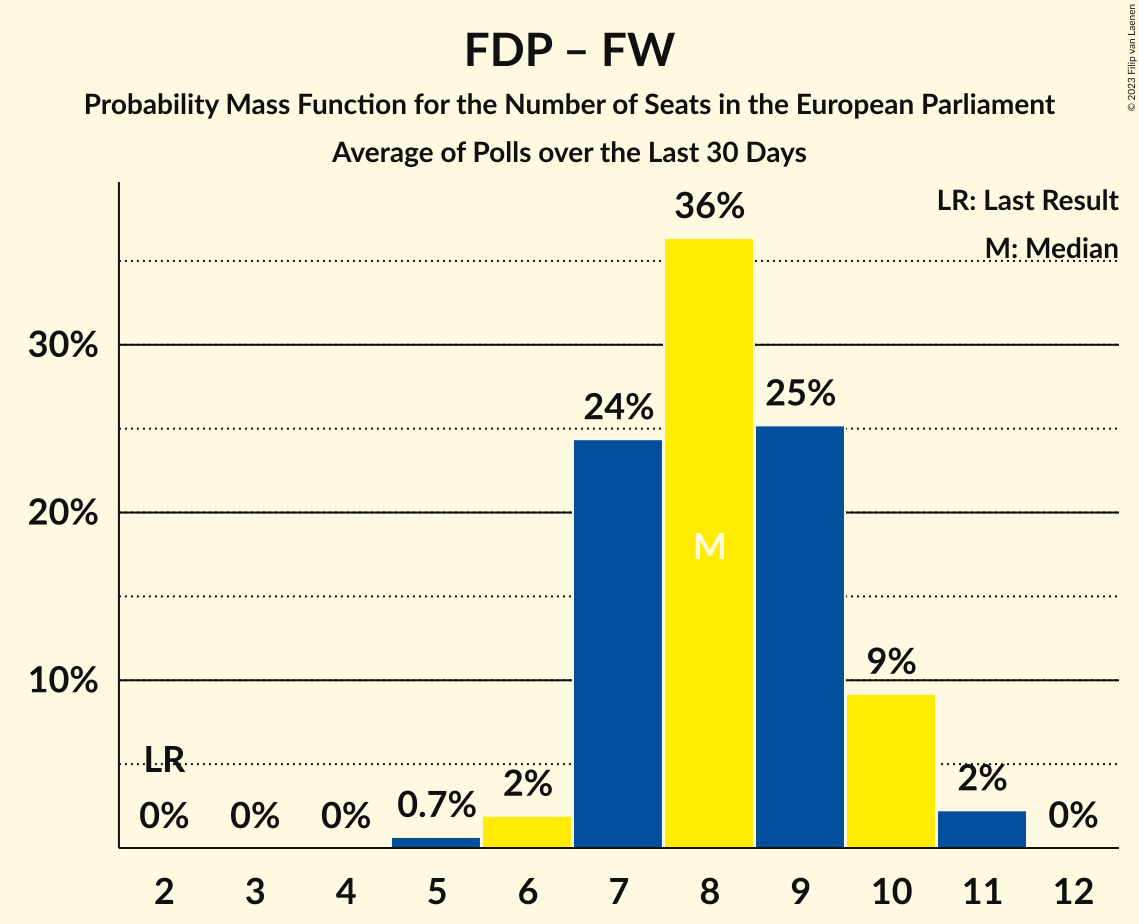 FDP – FW
Probability Mass Function for the Number of Seats in the European Parliament
Average of Polls over the Last 30 Days
© 2023 Filip van Laenen
LR: Last Result
M: Median
36%
30%
25%
24%
20%
M
10%
9%
LR
2%
2%
0.7%
0%
0%
0%
0%
2 3 4 5 6 7 8 9 10 11 12